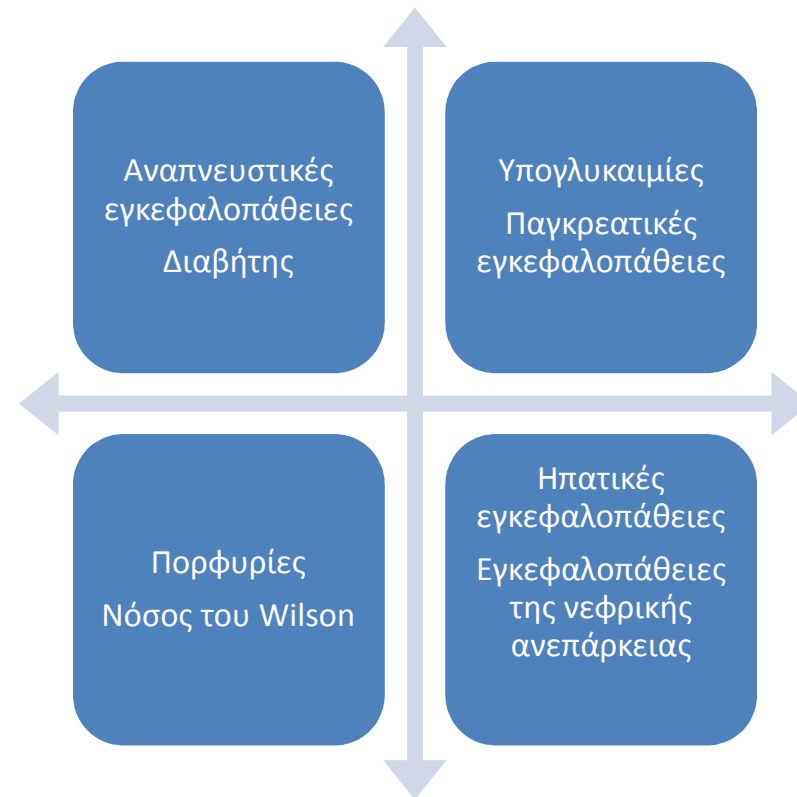 Αναπνευστικές
εγκεφαλοπάθειες
Διαβήτης
Υπογλυκαιμίες
Παγκρεατικές
εγκεφαλοπάθειες
Πορφυρίες
Νόσος του Wilson
Ηπατικές
εγκεφαλοπάθειες
Εγκεφαλοπάθειες
της νεφρικής
ανεπάρκειας